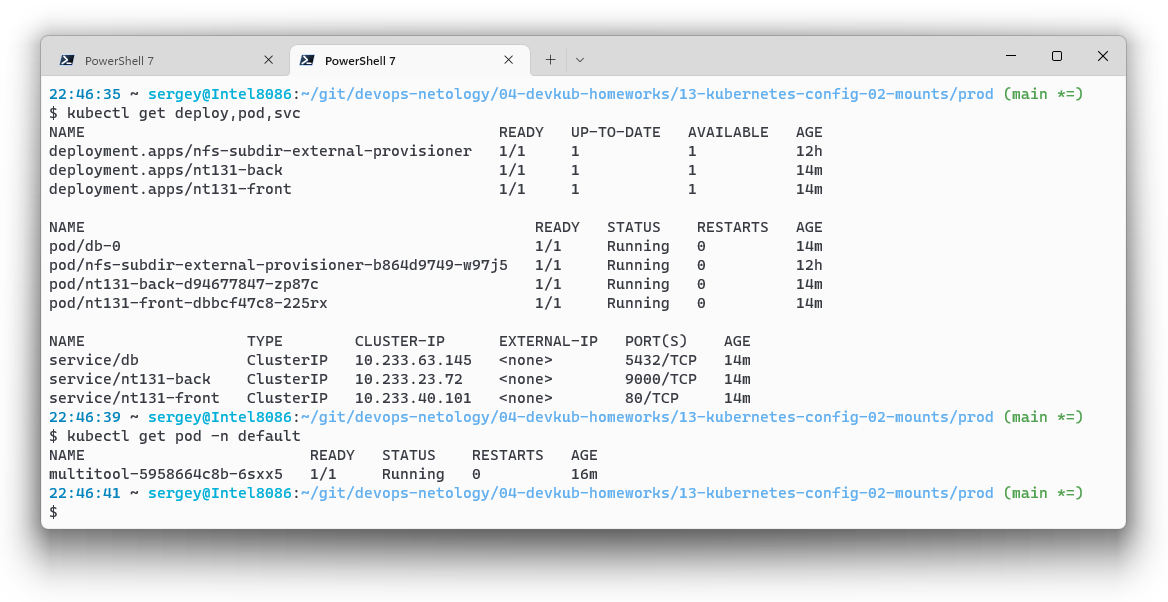 PowerShell 7
PowerShell 7
22:46:35 ~ sergey@Intel8086:~/git/devops-netology/04-devkub-homeworks/13-kubernetes-config-02-mounts/prod (main *=)
$ kubectl get deploy,pod,svc
NAME READY UP-TO-DATE AVAILABLE AGE
deployment.apps/nfs-subdir-external-provisioner 1/1 1 1 12h
deployment.apps/nt131-back 1/1 1 1 14m
deployment.apps/nt131-front 1/1 1 1 14m
NAME READY STATUS RESTARTS AGE
pod/db-0 1/1 Running 0 14m
pod/nfs-subdir-external-provisioner-b864d9749-w97j5 1/1 Running 0 12h
pod/nt131-back-d94677847-zp87c 1/1 Running 0 14m
pod/nt131-front-dbbcf47c8-225rx 1/1 Running 0 14m
NAME TYPE CLUSTER-IP EXTERNAL-IP PORT(S) AGE
service/db ClusterIP 10.233.63.145 <none> 5432/TCP 14m
service/nt131-back ClusterIP 10.233.23.72 <none> 9000/TCP 14m
service/nt131-front ClusterIP 10.233.40.101 <none> 80/TCP 14m
22:46:39 ~ sergey@Intel8086:~/git/devops-netology/04-devkub-homeworks/13-kubernetes-config-02-mounts/prod (main *=)
$ kubectl get pod -n default
NAME READY STATUS RESTARTS AGE
multitool-5958664c8b-6sxx5 1/1 Running 0 16m
22:46:41 ~ sergey@Intel8086:~/git/devops-netology/04-devkub-homeworks/13-kubernetes-config-02-mounts/prod (main *=)
$